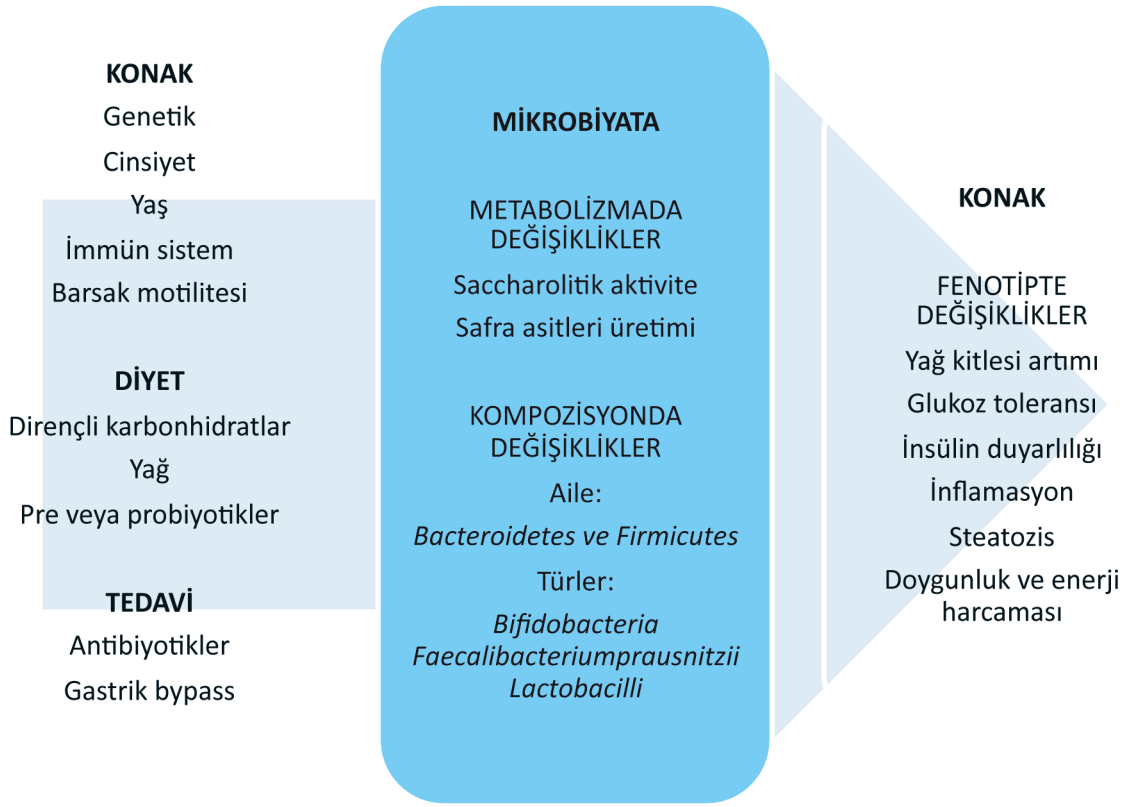 KONAK
Genetik
Cinsiyet
Yaş
İmmün sistem
Barsak motilitesi
DİYET
Dirençli karbonhidratlar
Yağ
Pre veya probiyotikler
TEDAVİ
Antibiyotikler
Gastrik bypass
MİKROBİYATA
METABOLİZMADA
DEĞİŞİKLİKLER
Saccharolitik aktivite
Safra asitleri üretimi
KOMPOZİSYONDA
DEĞİŞİKLİKLER
Aile:
Bacteroidetes ve Firmicutes
Türler:
Bifidobacteria
Faecalibacteriumprausnitzii
Lactobacilli
KONAK
FENOTİPTE
DEĞİŞİKLİKLER
Yağ kitlesi artımı
Glukoz toleransı
İnsülin duyarlılığı
İnflamasyon
Steatozis
Doygunluk ve enerji
harcaması